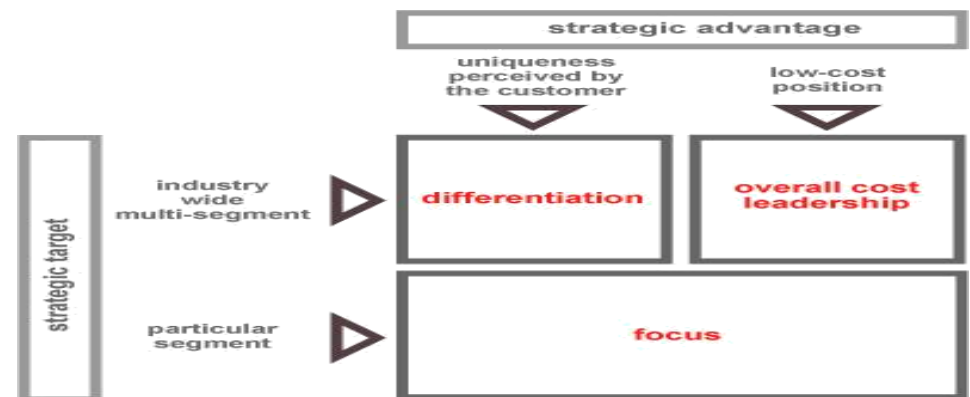 strategic advantage
uniqueness
perceived by
the customer
low-cost
position
strategic target
industry
wide
multi-segment
differentiation
overall cost
leadership
particular
segment
focus